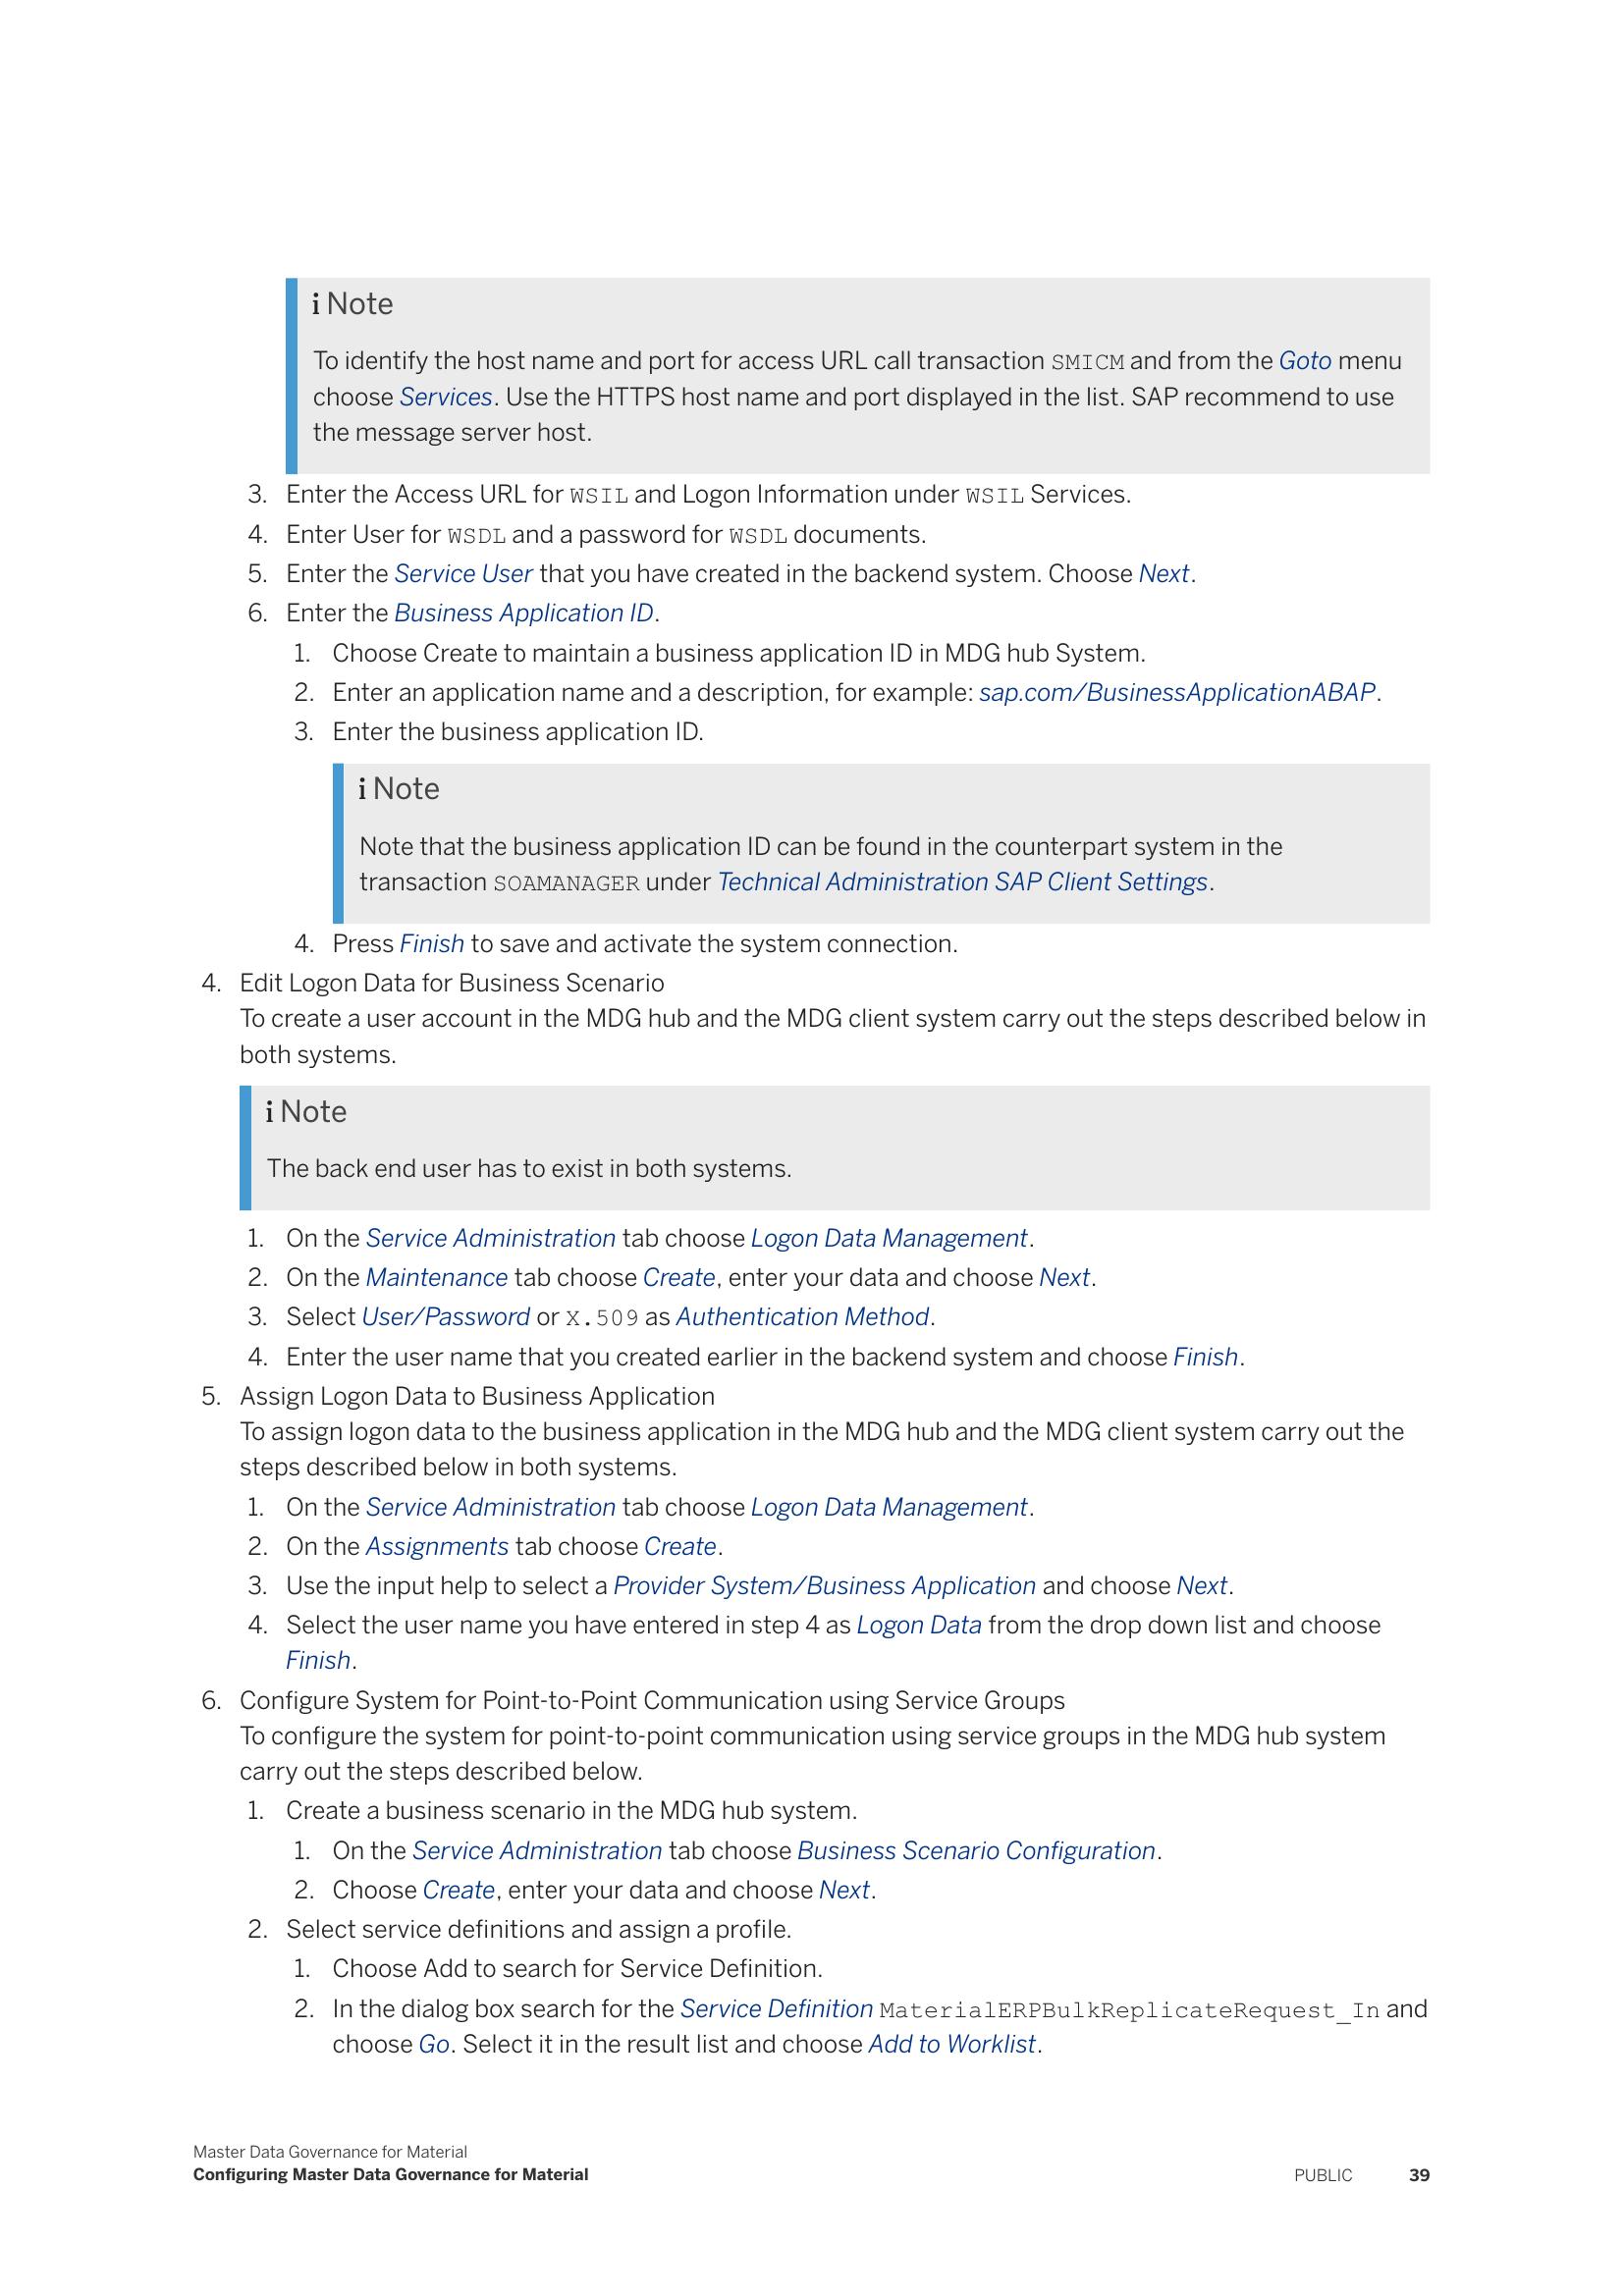 i Note
To identify the host name and port for access URL call transaction SMICM and from the Goto menu
choose Services. Use the HTTPS host name and port displayed in the list. SAP recommend to use
the message server host.
3. Enter the Access URL for WSIL and Logon Information under WSIL Services.
4. Enter User for WSDL and a password for WSDL documents.
5. Enter the Service User that you have created in the backend system. Choose Next.
6. Enter the Business Application ID.
1. Choose Create to maintain a business application ID in MDG hub System.
2. Enter an application name and a description, for example: sap.com/BusinessApplicationABAP.
3. Enter the business application ID.
i Note
Note that the business application ID can be found in the counterpart system in the
transaction SOAMANAGER under Technical Administration SAP Client Settings.
4. Press Finish to save and activate the system connection.
4. Edit Logon Data for Business Scenario
To create a user account in the MDG hub and the MDG client system carry out the steps described below in
both systems.
i Note
The back end user has to exist in both systems.
1. On the Service Administration tab choose Logon Data Management.
2. On the Maintenance tab choose Create, enter your data and choose Next.
3. Select User/Password or X.509 as Authentication Method.
4. Enter the user name that you created earlier in the backend system and choose Finish.
5. Assign Logon Data to Business Application
To assign logon data to the business application in the MDG hub and the MDG client system carry out the
steps described below in both systems.
1. On the Service Administration tab choose Logon Data Management.
2. On the Assignments tab choose Create.
3. Use the input help to select a Provider System/Business Application and choose Next.
4. Select the user name you have entered in step 4 as Logon Data from the drop down list and choose
Finish.
6. Configure System for Point-to-Point Communication using Service Groups
To configure the system for point-to-point communication using service groups in the MDG hub system
carry out the steps described below.
1. Create a business scenario in the MDG hub system.
1. On the Service Administration tab choose Business Scenario Configuration.
2. Choose Create, enter your data and choose Next.
2. Select service definitions and assign a profile.
1. Choose Add to search for Service Definition.
2. In the dialog box search for the Service Definition MaterialERPBulkReplicateRequest_In and
choose Go. Select it in the result list and choose Add to Worklist.
Master Data Governance for Material
Configuring Master Data Governance for Material
PUBLIC 39